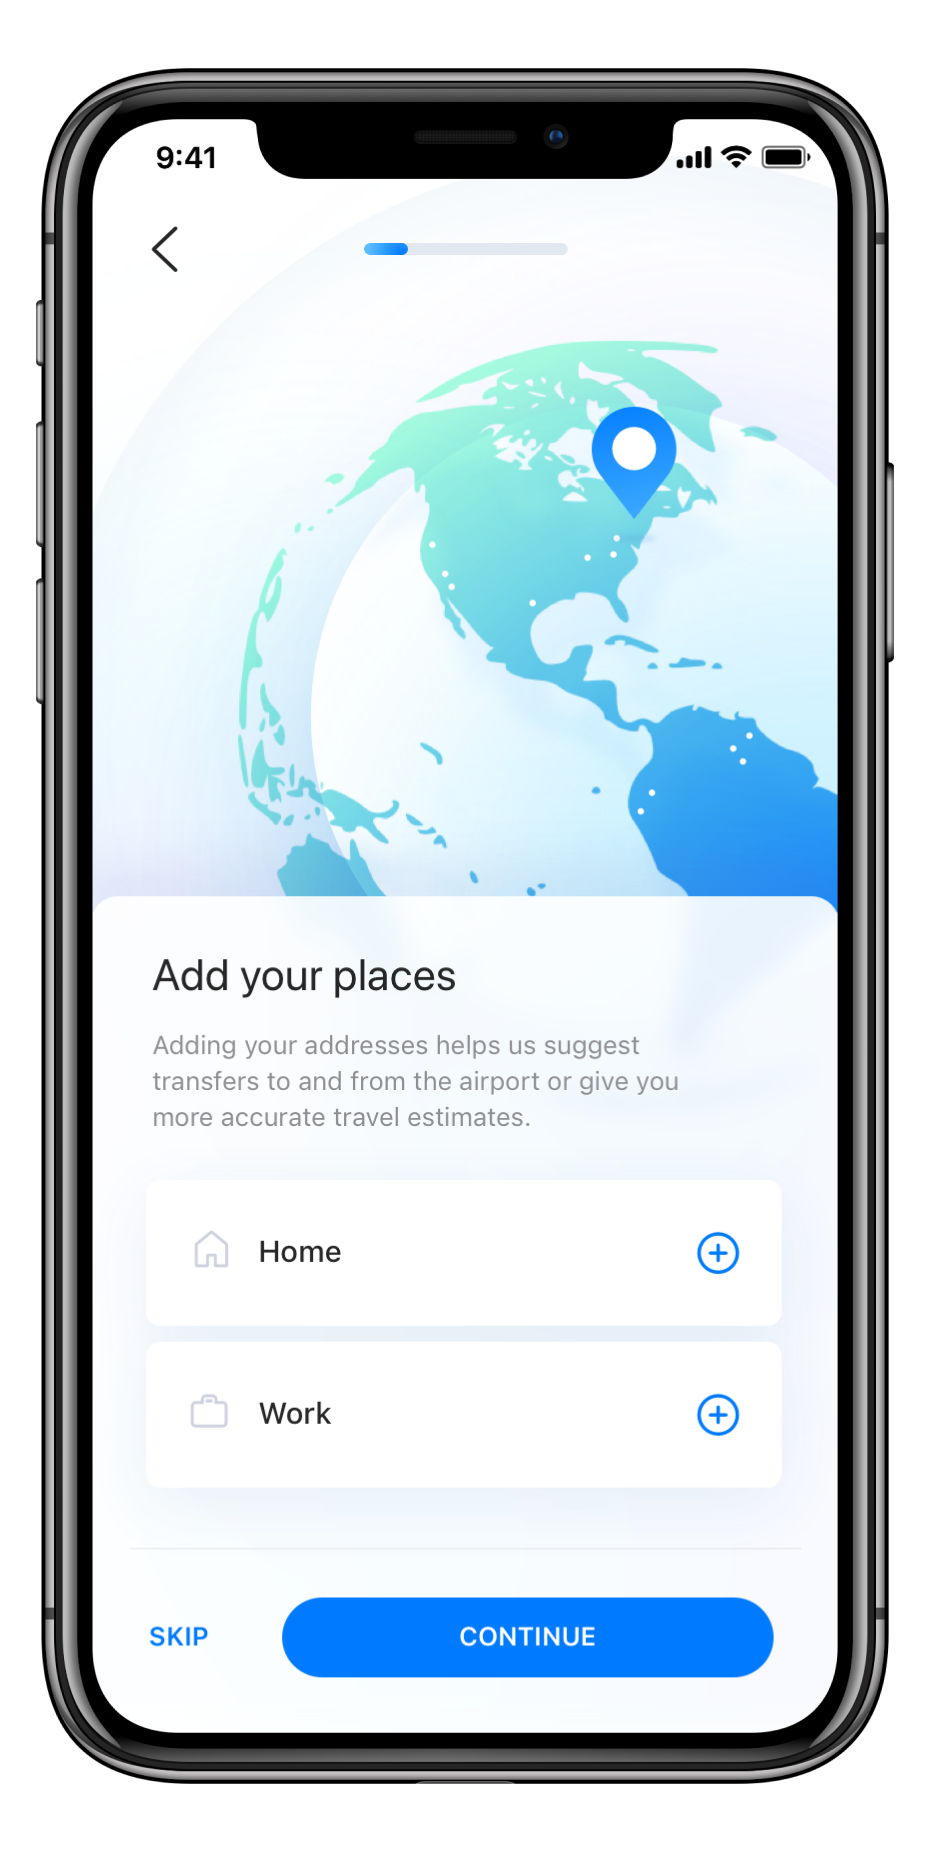 9:41
Add your places
Adding your addresses helps us suggest
transfers to and from the airport or give you
more accurate travel estimates.
Home
Work
SKIP
CONTINUE